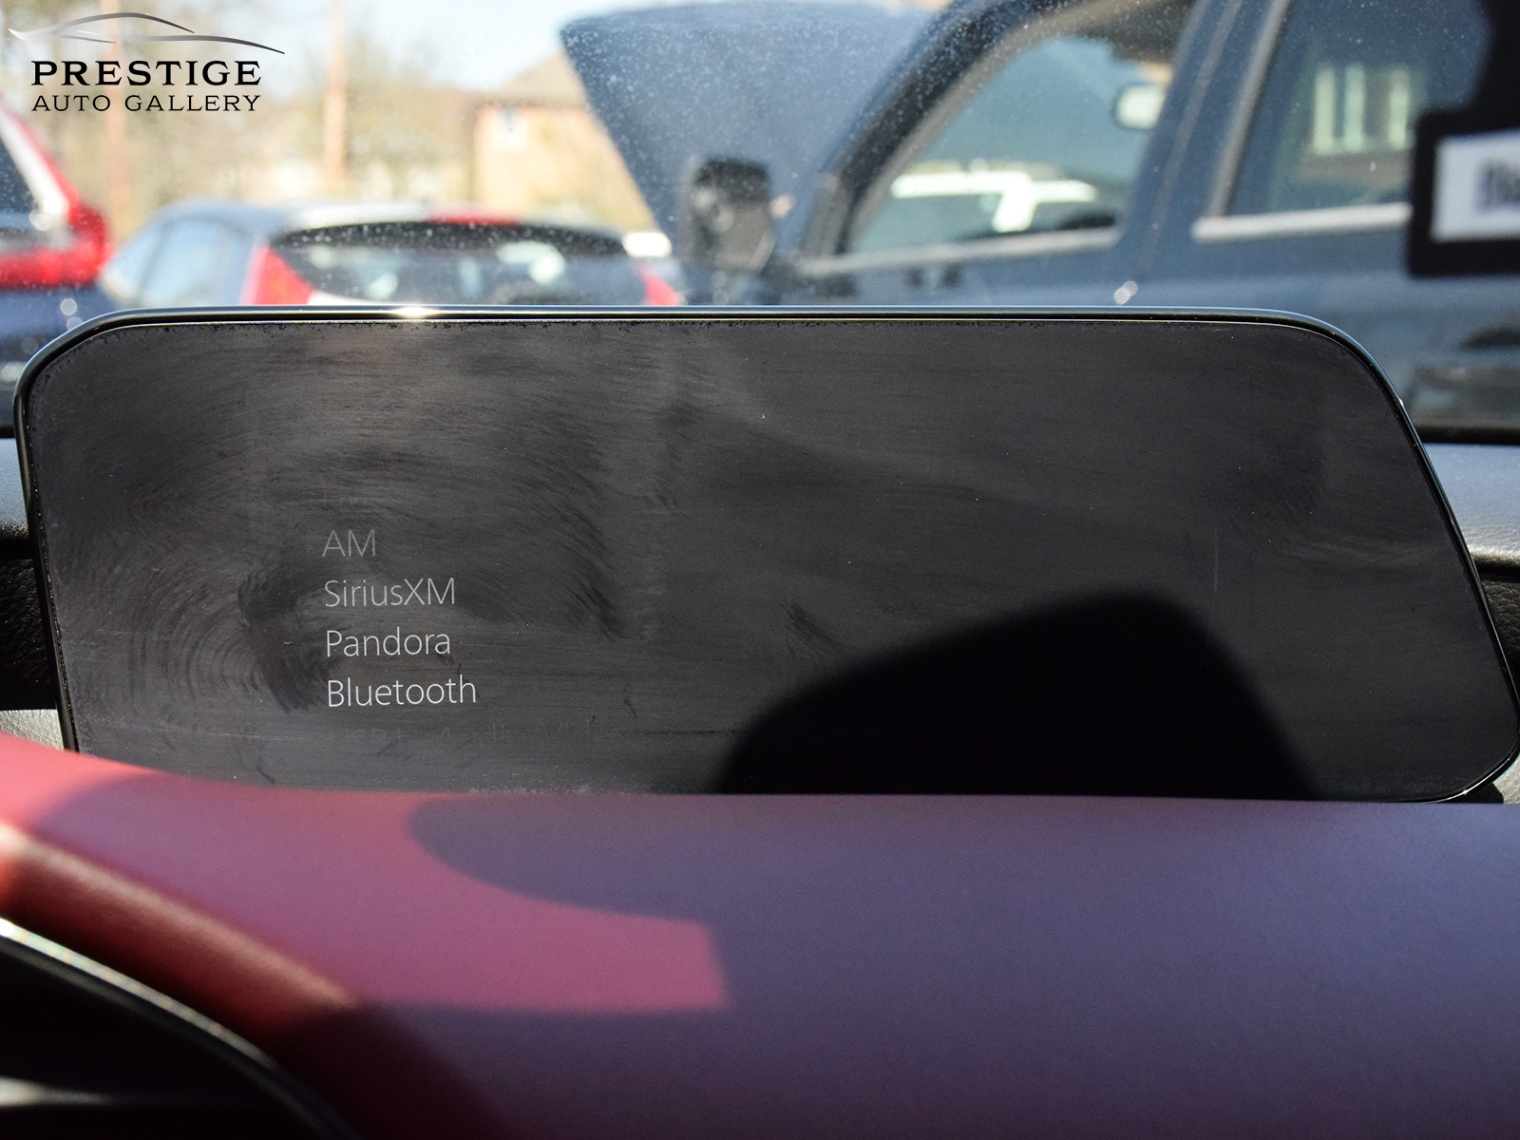 PRESTIGE
AUTO GALLERY
AM
SiriusXM
Pandora
Bluetooth